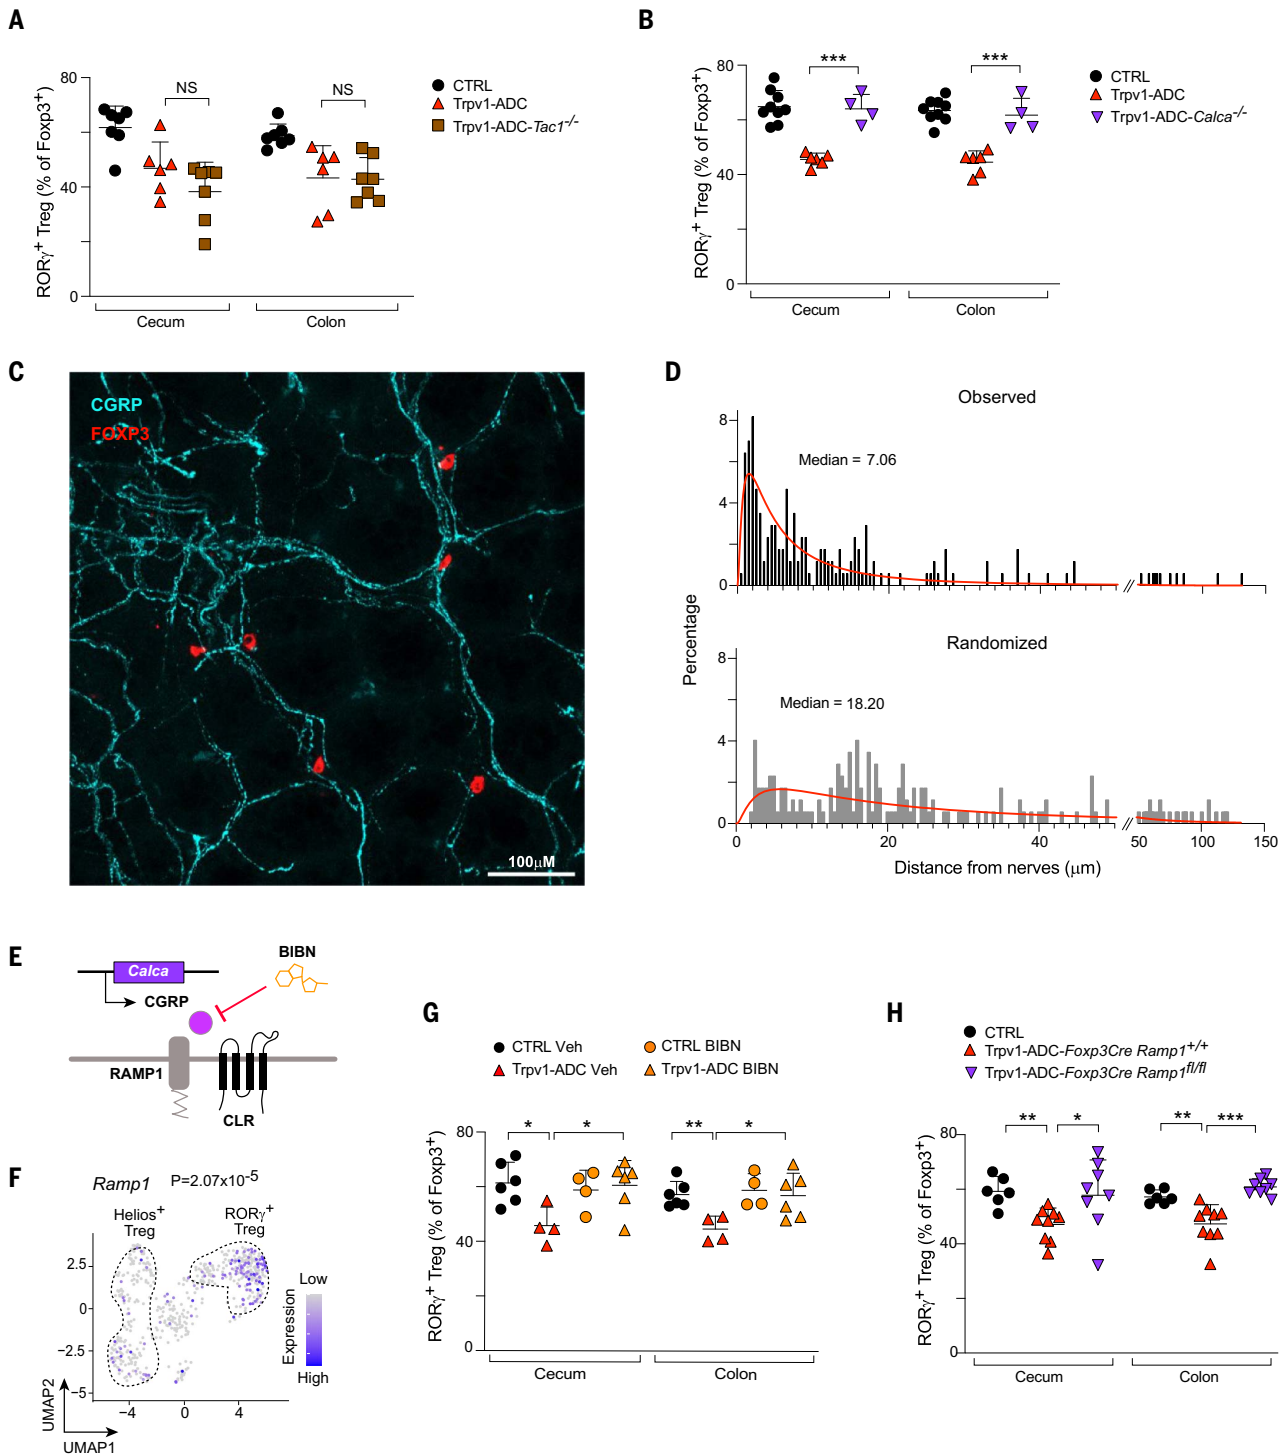 A
80
40
0
RORγ+ Treg (% of Foxp3+)
NS
NS
Cecum
Colon
CTRL
Trpv1-ADC
Trpv1-ADC-Tac1-/-
B
80
40
0
RORγ+ Treg (% of Foxp3+)
***
***
Cecum
Colon
CTRL
Trpv1-ADC
Trpv1-ADC-Calca-/-
C
CGRP
FOXP3
100µM
D
Observed
8
4
0
Median = 7.06
Percentage
Randomized
8
4
0
Median = 18.20
0 20 40 50 100 150
Distance from nerves (µm)
E
Calca
CGRP
BIBN
RAMP1
CLR
F
Ramp1 P=2.07x10-5
Helios+
Treg
RORγ+
Treg
2.5
0
−2.5
−5
−4 0 4
UMAP2
UMAP1
Expression
Low
High
G
CTRL Veh
CTRL BIBN
Trpv1-ADC Veh
Trpv1-ADC BIBN
80
40
0
RORγ+ Treg (% of Foxp3+)
* * ** *
Cecum
Colon
H
CTRL
Trpv1-ADC-Foxp3Cre Ramp1+/+
Trpv1-ADC-Foxp3Cre Ramp1fl/fl
80
40
0
RORγ+ Treg (% of Foxp3+)
** * ** ***
Cecum
Colon